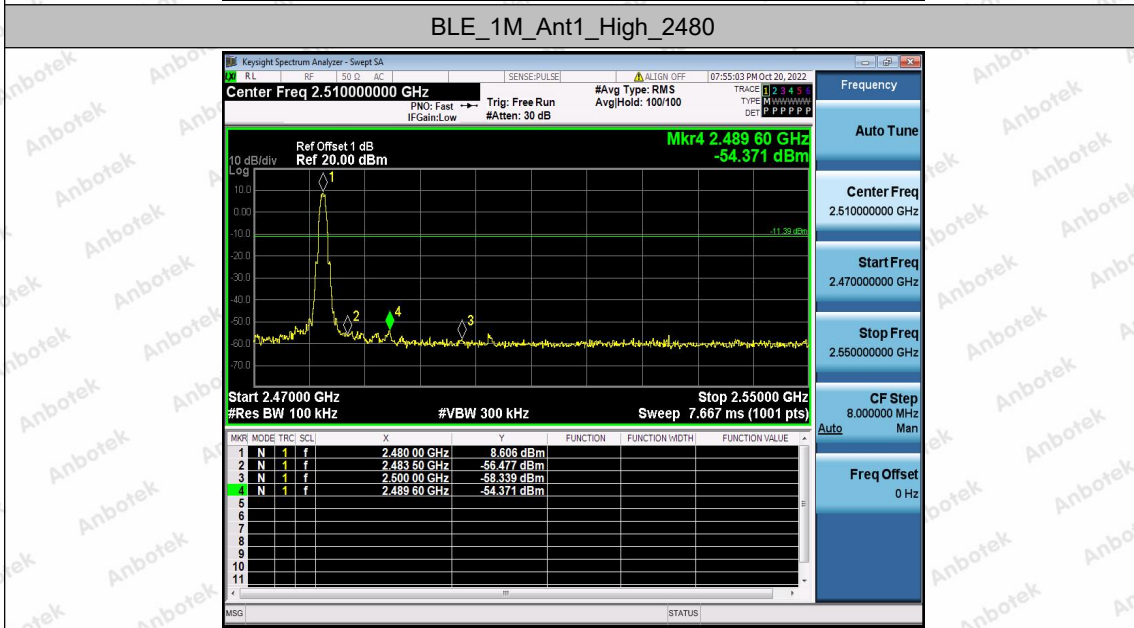 BLE_1M_Ant1_High_2480
Keysight Spectrum Analyzer - Swept SA
LXI RL RF 50 Ω AC SENSE:PULSE ALIGN OFF 07:55:03 PM Oct 20, 2022
Center Freq 2.510000000 GHz
PNO: Fast
IFGain:Low
Trig: Free Run
#Atten: 30 dB
#Avg Type: RMS
Avg|Hold: 100/100
TRACE 1 2 3 4 5 6
TYPE M W W W W W
DET P P P P P P
Ref Offset 1 dB
10 dB/div Ref 20.00 dBm
Log
Mkr4 2.489 60 GHz
-54.371 dBm
10.0
0.00
-10.0
-20.0
-30.0
-40.0
-50.0
-60.0
-70.0
1
2
4
3
-11.39 dBm
Start 2.47000 GHz Stop 2.55000 GHz
#Res BW 100 kHz #VBW 300 kHz Sweep 7.667 ms (1001 pts)
MKR MODE TRC SCL X Y FUNCTION FUNCTION WIDTH FUNCTION VALUE
1 N 1 f 2.480 00 GHz 8.606 dBm
2 N 1 f 2.483 50 GHz -56.477 dBm
3 N 1 f 2.500 00 GHz -58.339 dBm
4 N 1 f 2.489 60 GHz -54.371 dBm
5
6
7
8
9
10
11
MSG STATUS
Frequency
Auto Tune
Center Freq
2.510000000 GHz
Start Freq
2.470000000 GHz
Stop Freq
2.550000000 GHz
CF Step
8.000000 MHz
Auto Man
Freq Offset
0 Hz
Anbotek